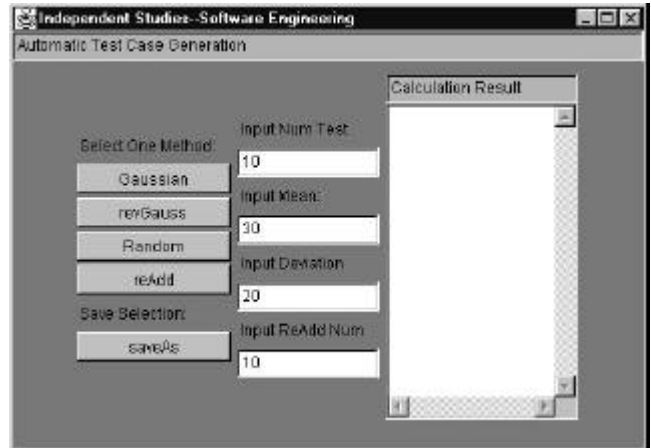 Independent Studies--Software Engineering
Automatic Test Case Generation
Calculation Result
Select One Method:
Gaussian
revGauss
Random
reAdd
Save Selection:
saveAs
Input Num Test
10
Input Mean:
30
Input Deviation
20
Input ReAdd Num
10